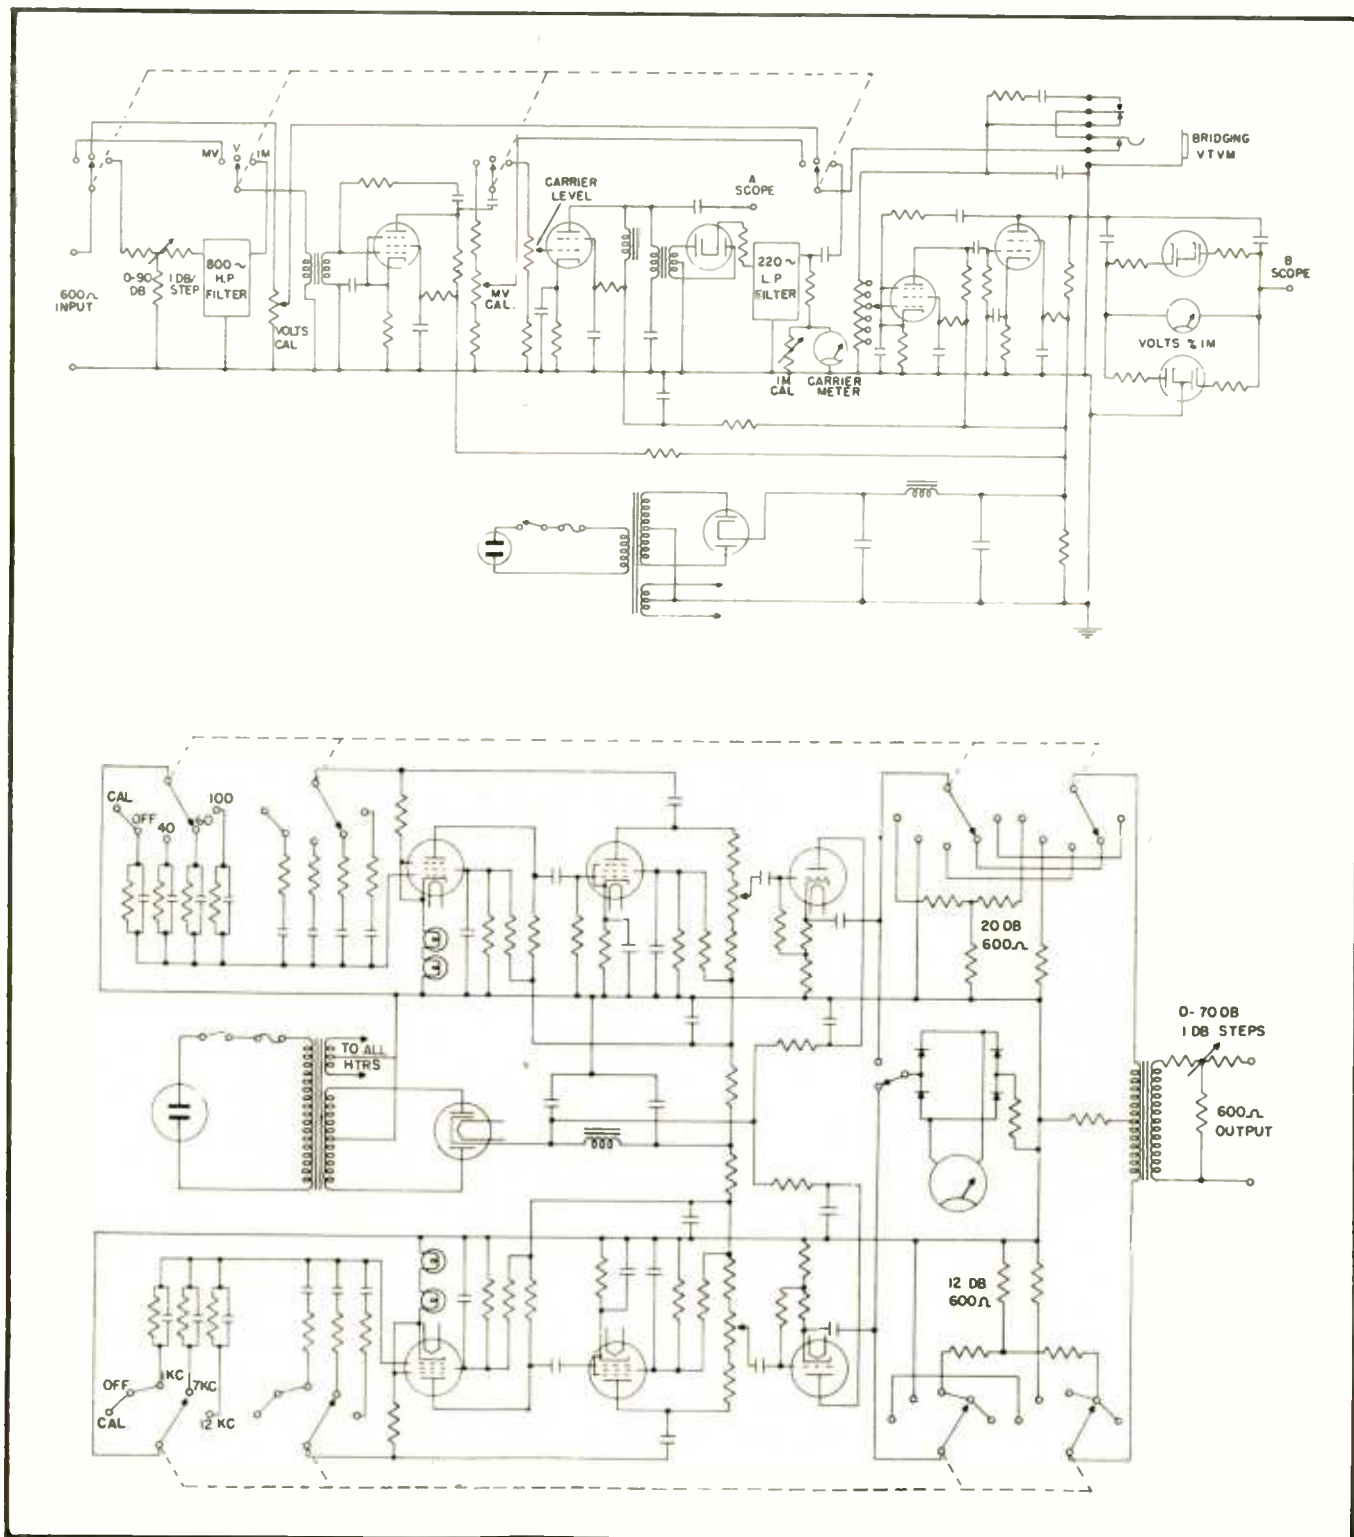 MV
V
IM
BRIDGING
VTVM
A
SCOPE
CARRIER
LEVEL
0-90
DB
1 DB/
STEP
800~
H.P
FILTER
220~
L.P
FILTER
600Ω
INPUT
VOLTS
CAL
MV
CAL.
B
SCOPE
VOLTS % IM
IM
CAL
CARRIER
METER
CAL
OFF
40
60
100
20 DB
600Ω
0-70DB
1 DB STEPS
TO ALL
HTRS
600Ω
OUTPUT
12 DB
600Ω
OFF
CAL
1KC
7KC
12 KC